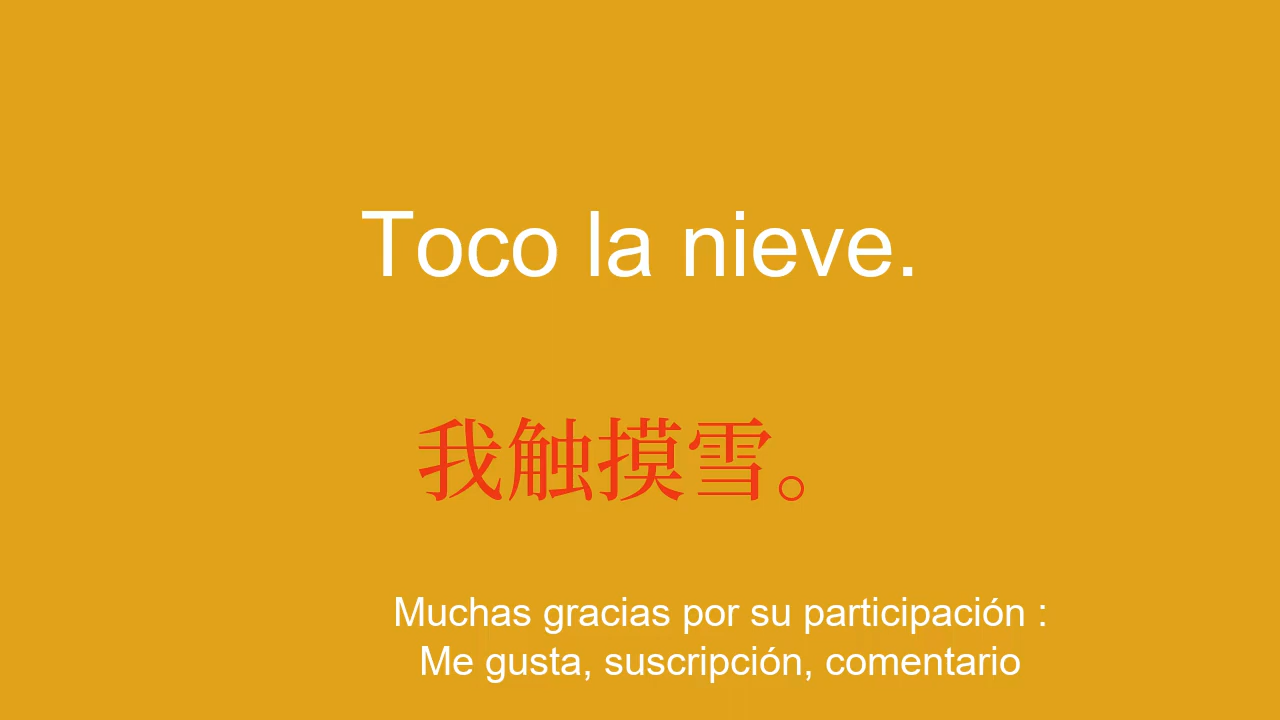 Toco la nieve.
我触摸雪。
Muchas gracias por su participación :
Me gusta, suscripción, comentario